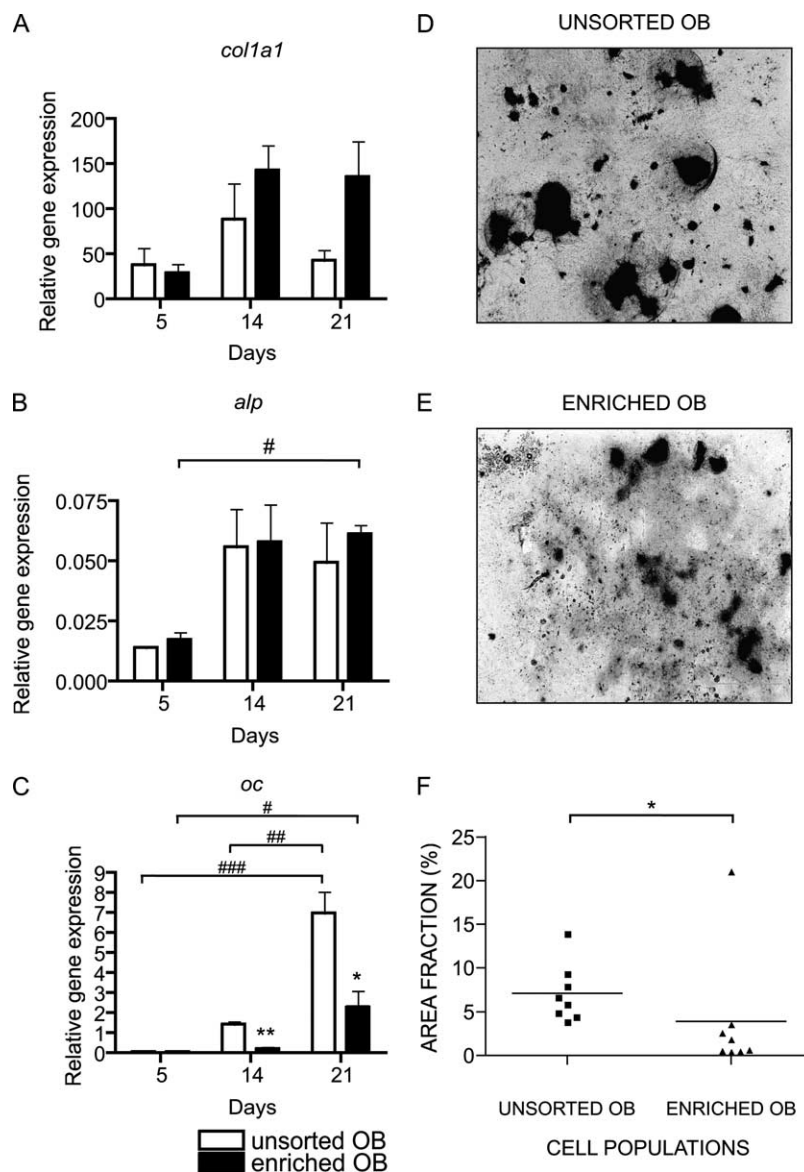 A
col1a1
Relative gene expression
200
150
100
50
0
5 14 21
Days
B
alp
#
Relative gene expression
0.075
0.050
0.025
0.000
5 14 21
Days
C
oc
#
##
###
Relative gene expression
9
8
7
6
5
4
3
2
1
0
**
*
5 14 21
Days
unsorted OB
enriched OB
D
UNSORTED OB
E
ENRICHED OB
F
*
AREA FRACTION (%)
25
20
15
10
5
0
UNSORTED OB ENRICHED OB
CELL POPULATIONS